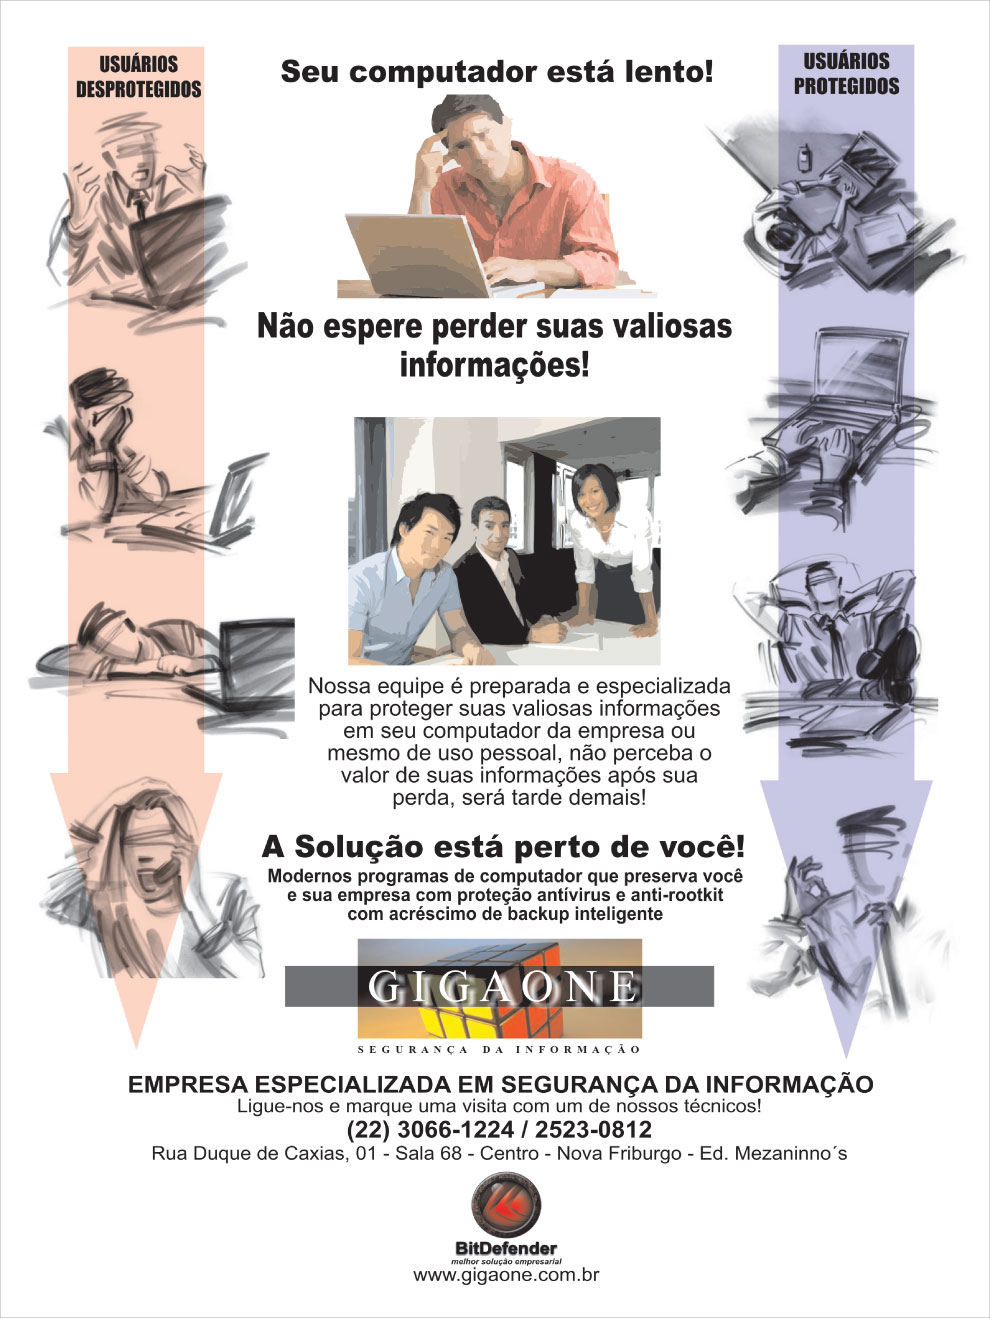 USUÁRIOS
DESPROTEGIDOS
Seu computador está lento!
USUÁRIOS
PROTEGIDOS
Não espere perder suas valiosas
informações!
Nossa equipe é preparada e especializada
para proteger suas valiosas informações
em seu computador da empresa ou
mesmo de uso pessoal, não perceba o
valor de suas informações após sua
perda, será tarde demais!
A Solução está perto de você!
Modernos programas de computador que preserva você
e sua empresa com proteção antívirus e anti-rootkit
com acréscimo de backup inteligente
GIGAONE
SEGURANÇA DA INFORMAÇÃO
EMPRESA ESPECIALIZADA EM SEGURANÇA DA INFORMAÇÃO
Ligue-nos e marque uma visita com um de nossos técnicos!
(22) 3066-1224 / 2523-0812
Rua Duque de Caxias, 01 - Sala 68 - Centro - Nova Friburgo - Ed. Mezaninno´s
BitDefender
melhor solução empresarial
www.gigaone.com.br